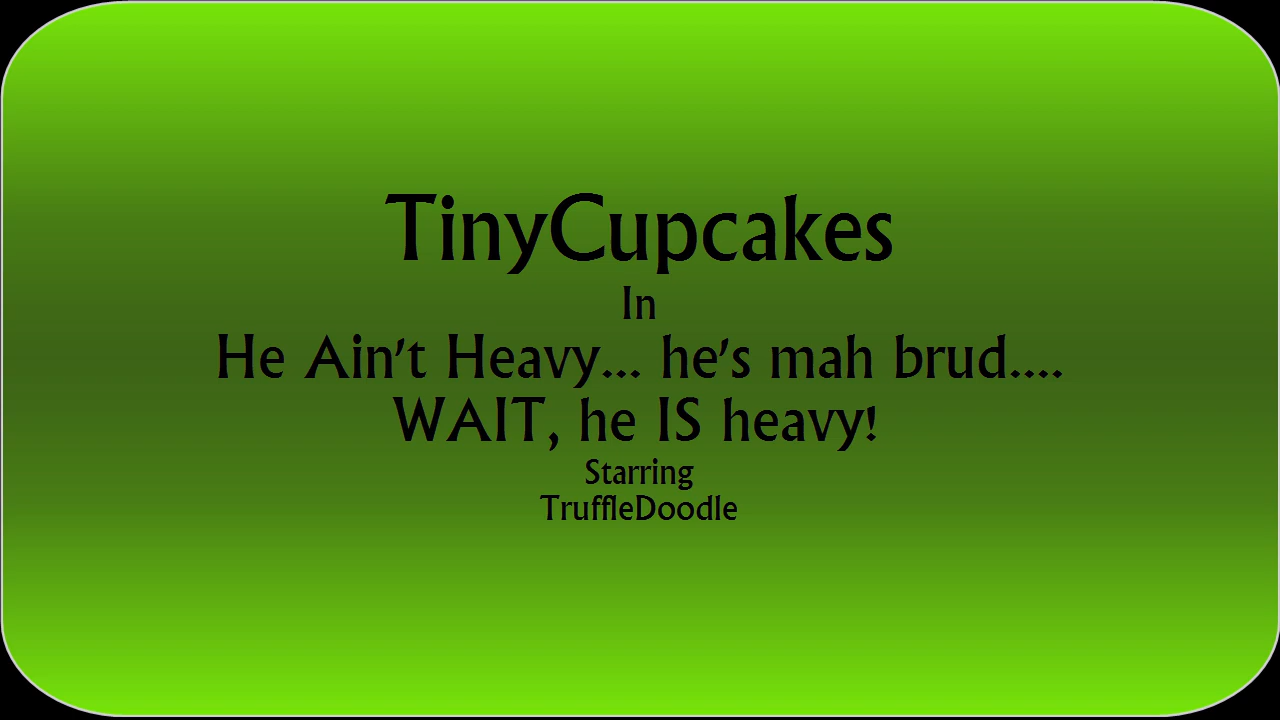 TinyCupcakes
In
He Ain't Heavy... he's mah brud....
WAIT, he IS heavy!
Starring
TruffleDoodle